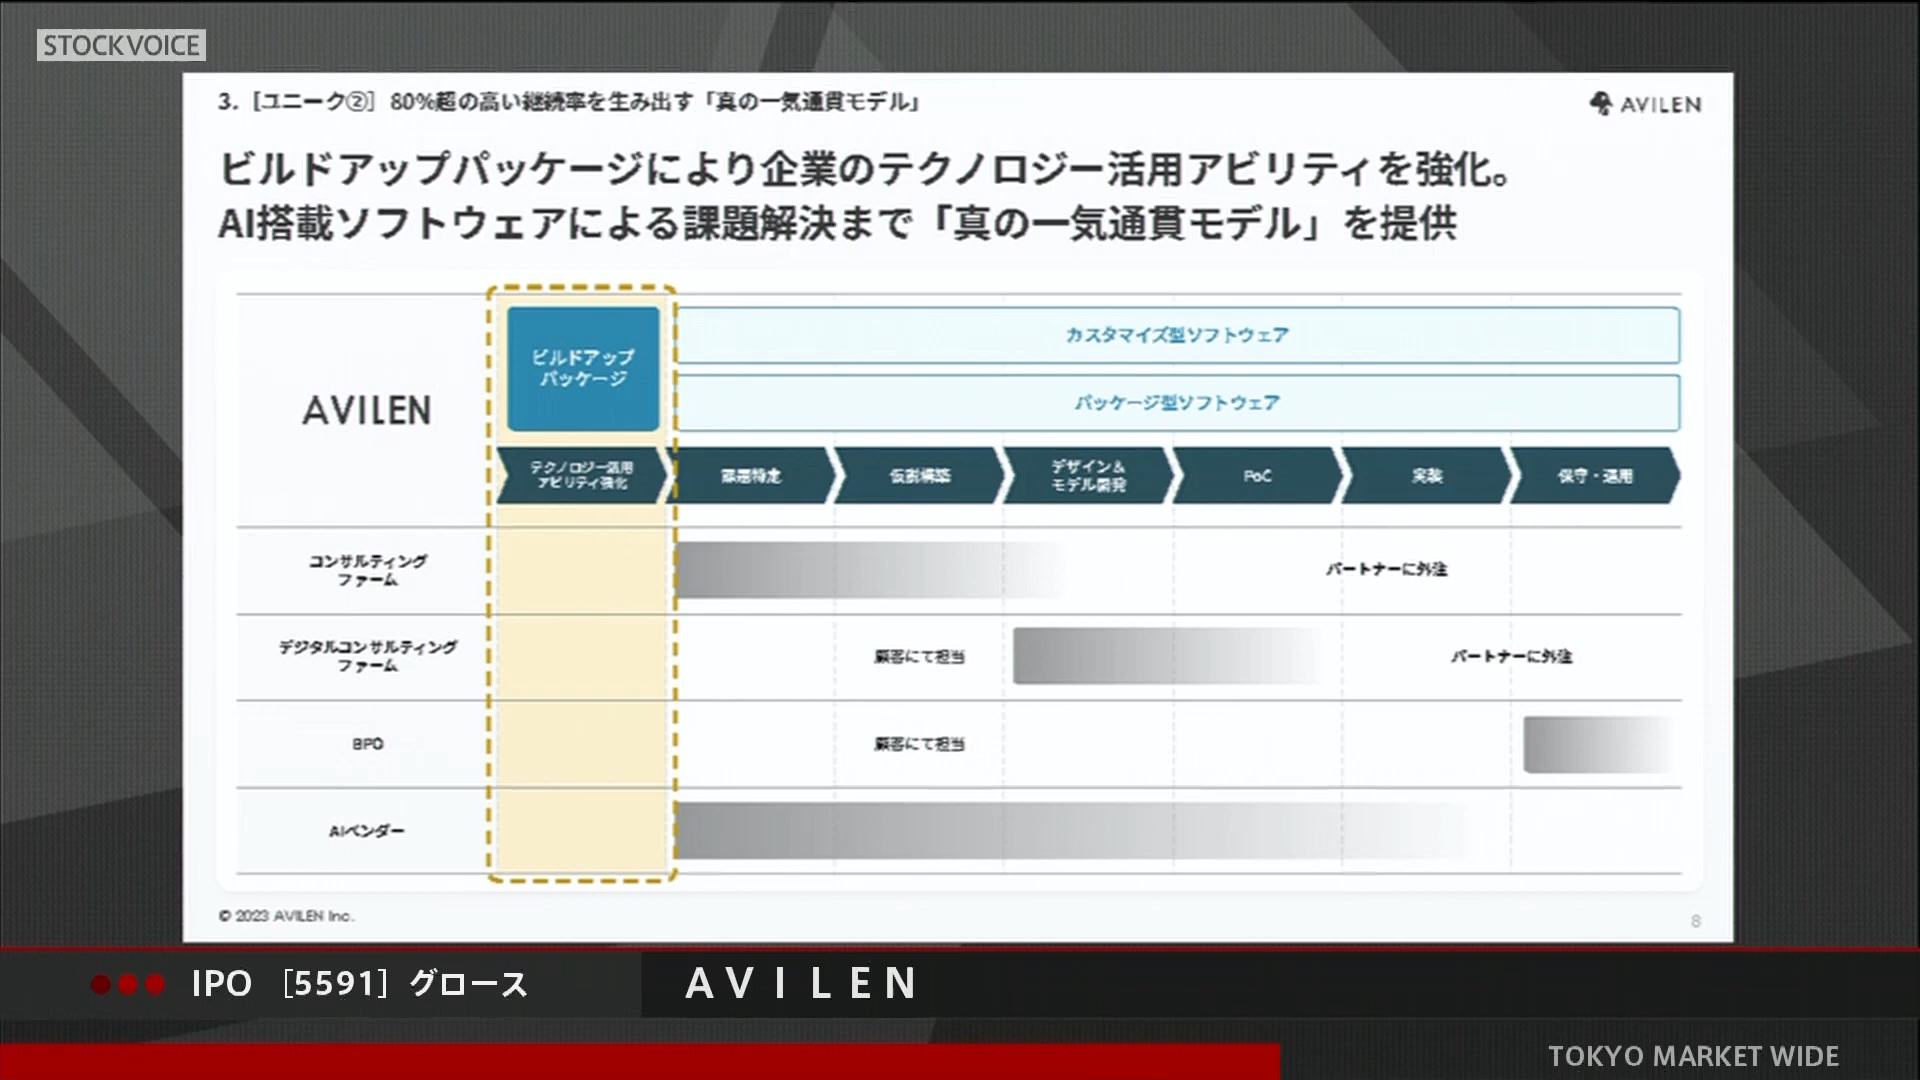 STOCKVOICE
3.［ユニーク②］80%超の高い継続率を生み出す「真の一気通貫モデル」
AVILEN
ビルドアップパッケージにより企業のテクノロジー活用アビリティを強化。
AI搭載ソフトウェアによる課題解決まで「真の一気通貫モデル」を提供
ビルドアップ
パッケージ
カスタマイズ型ソフトウェア
パッケージ型ソフトウェア
AVILEN
テクノロジー活用
アビリティ強化
課題特定
仮説構築
デザイン＆
モデル開発
PoC
実装
保守・運用
コンサルティング
ファーム
パートナーに外注
デジタルコンサルティング
ファーム
顧客にて担当
パートナーに外注
BPO
顧客にて担当
AIベンダー
© 2023 AVILEN Inc.
8
IPO ［5591］グロース
AVILEN
TOKYO MARKET WIDE